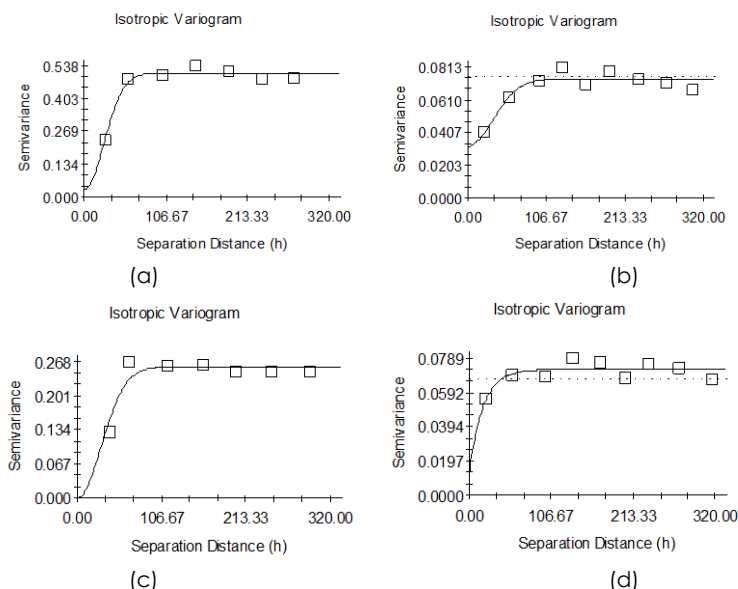 Isotropic Variogram
0.538
0.403
0.269
0.134
0.000
Semivariance
0.00 106.67 213.33 320.00
Separation Distance (h)
(a)
Isotropic Variogram
0.0813
0.0610
0.0407
0.0203
0.0000
Semivariance
0.00 106.67 213.33 320.00
Separation Distance (h)
(b)
Isotropic Variogram
0.268
0.201
0.134
0.067
0.000
Semivariance
0.00 106.67 213.33 320.00
Separation Distance (h)
(c)
Isotropic Variogram
0.0789
0.0592
0.0394
0.0197
0.0000
Semivariance
0.00 106.67 213.33 320.00
Separation Distance (h)
(d)